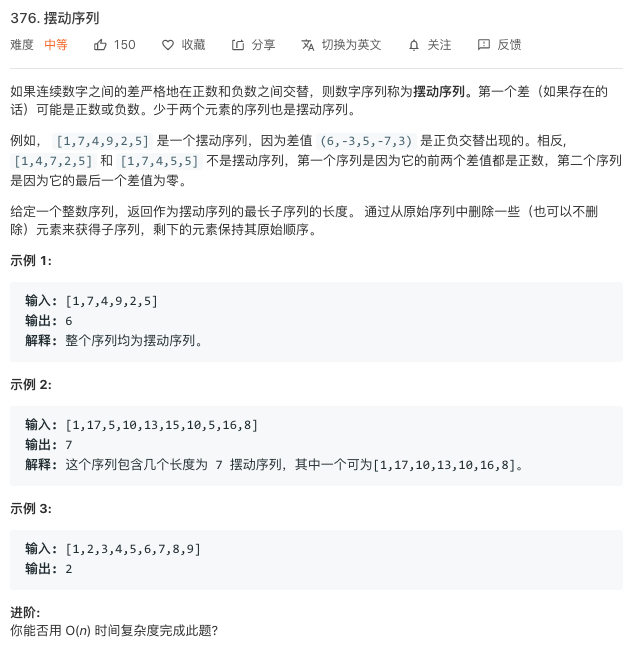 376. 摆动序列
难度 中等 150 收藏 分享 切换为英文 关注 反馈
如果连续数字之间的差严格地在正数和负数之间交替，则数字序列称为摆动序列。第一个差（如果存在的
话）可能是正数或负数。少于两个元素的序列也是摆动序列。
例如， [1,7,4,9,2,5] 是一个摆动序列，因为差值 (6,-3,5,-7,3) 是正负交替出现的。相反,
[1,4,7,2,5] 和 [1,7,4,5,5] 不是摆动序列，第一个序列是因为它的前两个差值都是正数，第二个序列
是因为它的最后一个差值为零。
给定一个整数序列，返回作为摆动序列的最长子序列的长度。 通过从原始序列中删除一些（也可以不删
除）元素来获得子序列，剩下的元素保持其原始顺序。
示例 1:
输入: [1,7,4,9,2,5]
输出: 6
解释: 整个序列均为摆动序列。
示例 2:
输入: [1,17,5,10,13,15,10,5,16,8]
输出: 7
解释: 这个序列包含几个长度为 7 摆动序列，其中一个可为[1,17,10,13,10,16,8]。
示例 3:
输入: [1,2,3,4,5,6,7,8,9]
输出: 2
进阶:
你能否用 O(n) 时间复杂度完成此题?